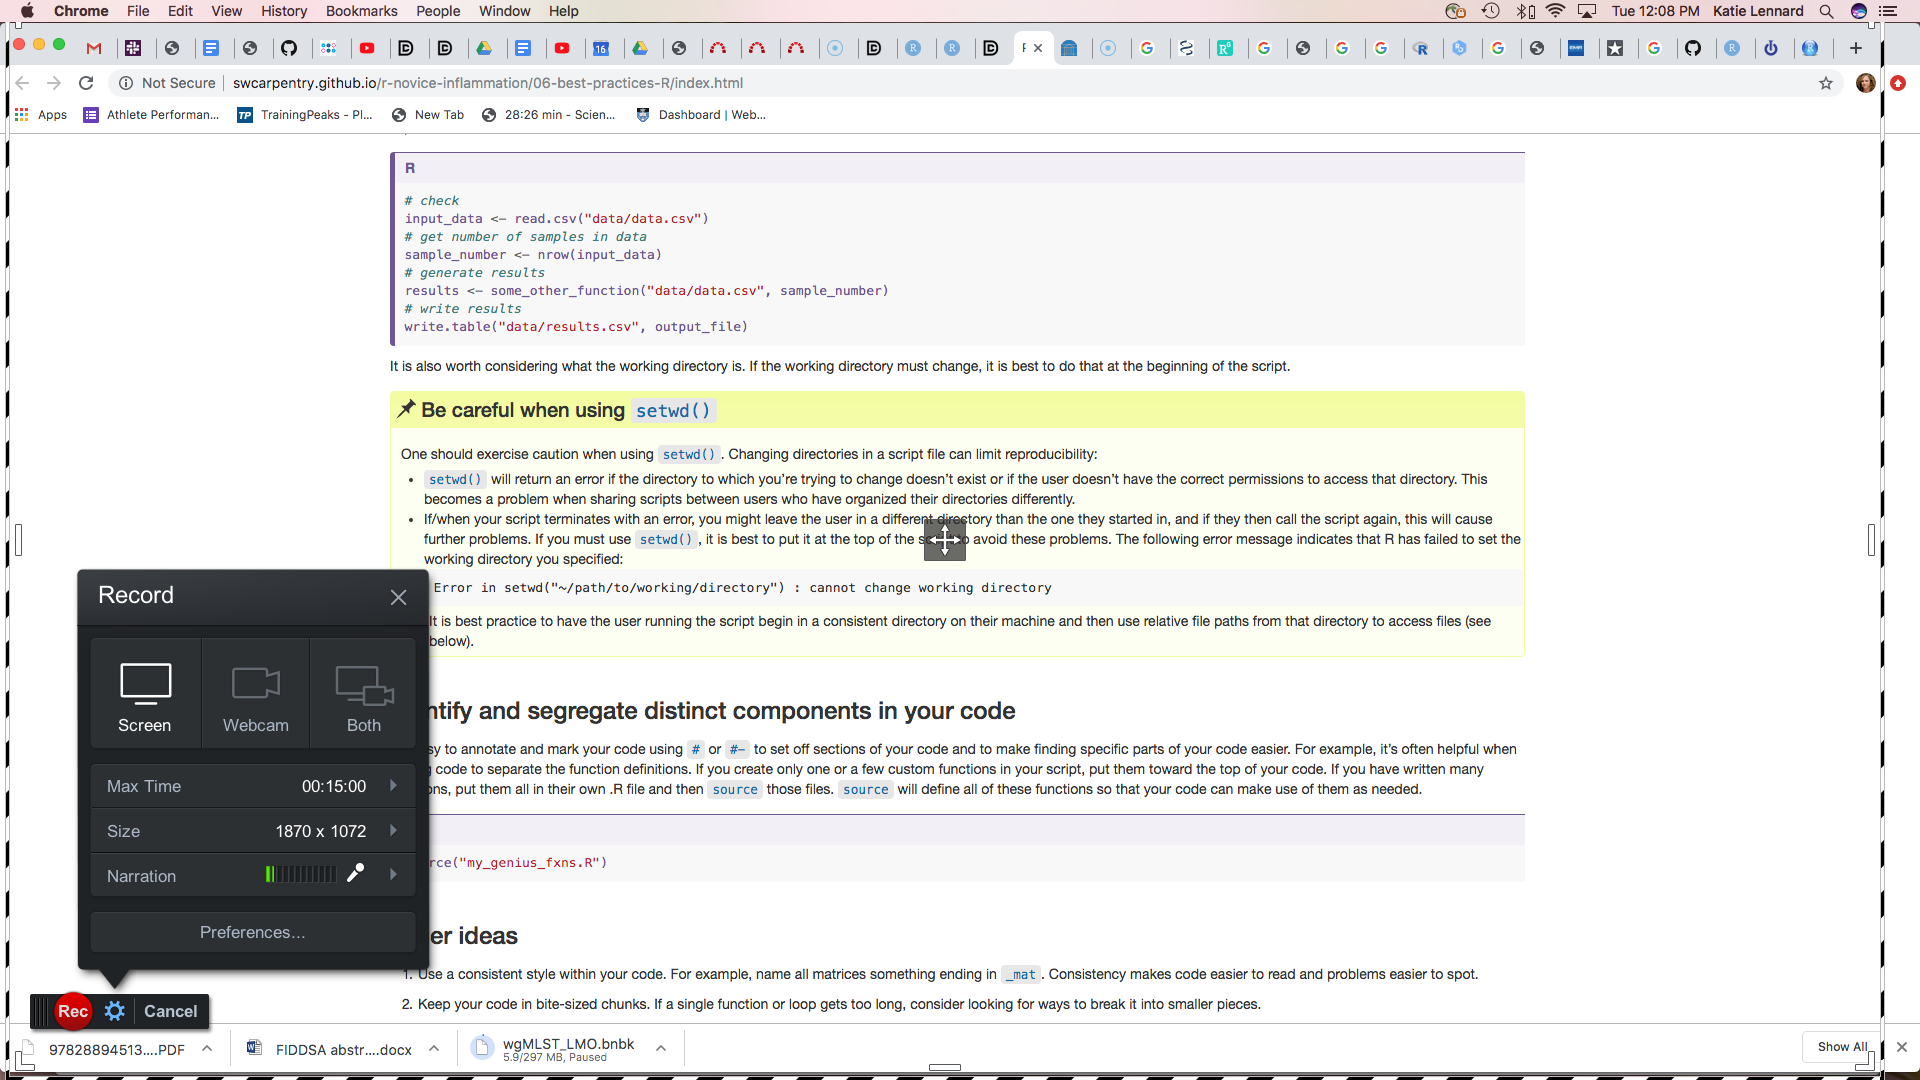 Chrome File Edit View History Bookmarks People Window Help Tue 12:08 PM Katie Lennard
Not Secure swcarpentry.github.io/r-novice-inflammation/06-best-practices-R/index.html
Apps Athlete Performan... TP TrainingPeaks - Pl... New Tab 28:26 min - Scien... Dashboard | Web...
R
# check
input_data <- read.csv("data/data.csv")
# get number of samples in data
sample_number <- nrow(input_data)
# generate results
results <- some_other_function("data/data.csv", sample_number)
# write results
write.table("data/results.csv", output_file)
It is also worth considering what the working directory is. If the working directory must change, it is best to do that at the beginning of the script.
Be careful when using setwd()
One should exercise caution when using setwd(). Changing directories in a script file can limit reproducibility:
• setwd() will return an error if the directory to which you’re trying to change doesn’t exist or if the user doesn’t have the correct permissions to access that directory. This
becomes a problem when sharing scripts between users who have organized their directories differently.
• If/when your script terminates with an error, you might leave the user in a different directory than the one they started in, and if they then call the script again, this will cause
further problems. If you must use setwd(), it is best to put it at the top of the script to avoid these problems. The following error message indicates that R has failed to set the
working directory you specified:
Error in setwd("~/path/to/working/directory") : cannot change working directory
It is best practice to have the user running the script begin in a consistent directory on their machine and then use relative file paths from that directory to access files (see
below).
ntify and segregate distinct components in your code
sy to annotate and mark your code using # or #- to set off sections of your code and to make finding specific parts of your code easier. For example, it’s often helpful when
code to separate the function definitions. If you create only one or a few custom functions in your script, put them toward the top of your code. If you have written many
ons, put them all in their own .R file and then source those files. source will define all of these functions so that your code can make use of them as needed.
rce("my_genius_fxns.R")
er ideas
1. Use a consistent style within your code. For example, name all matrices something ending in _mat. Consistency makes code easier to read and problems easier to spot.
2. Keep your code in bite-sized chunks. If a single function or loop gets too long, consider looking for ways to break it into smaller pieces.
Record
Screen Webcam Both
Max Time 00:15:00
Size 1870 x 1072
Narration
Preferences...
Rec Cancel
97828894513....PDF FIDDSA abstr....docx wgMLST_LMO.bnbk Show All
5.9/297 MB, Paused